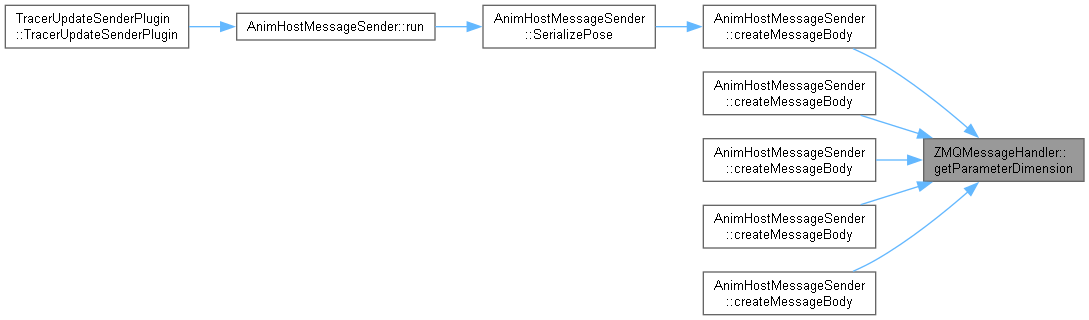 TracerUpdateSenderPlugin
::TracerUpdateSenderPlugin
AnimHostMessageSender::run
AnimHostMessageSender
::SerializePose
AnimHostMessageSender
::createMessageBody
AnimHostMessageSender
::createMessageBody
AnimHostMessageSender
::createMessageBody
AnimHostMessageSender
::createMessageBody
AnimHostMessageSender
::createMessageBody
ZMQMessageHandler::
getParameterDimension